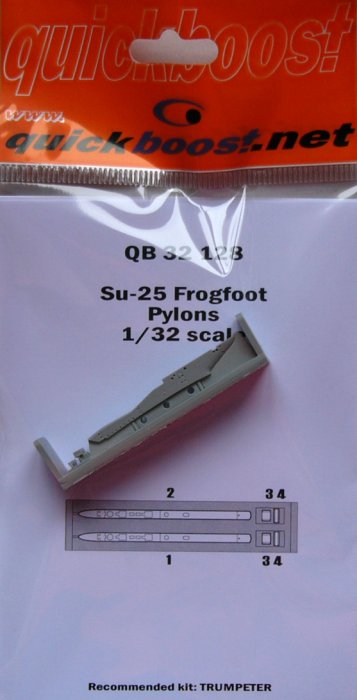 quickboost
www.
quickboost.net
QB 32 128
Su-25 Frogfoot
Pylons
1/32 scal
2 3 4
1 3 4
Recommended kit: TRUMPETER